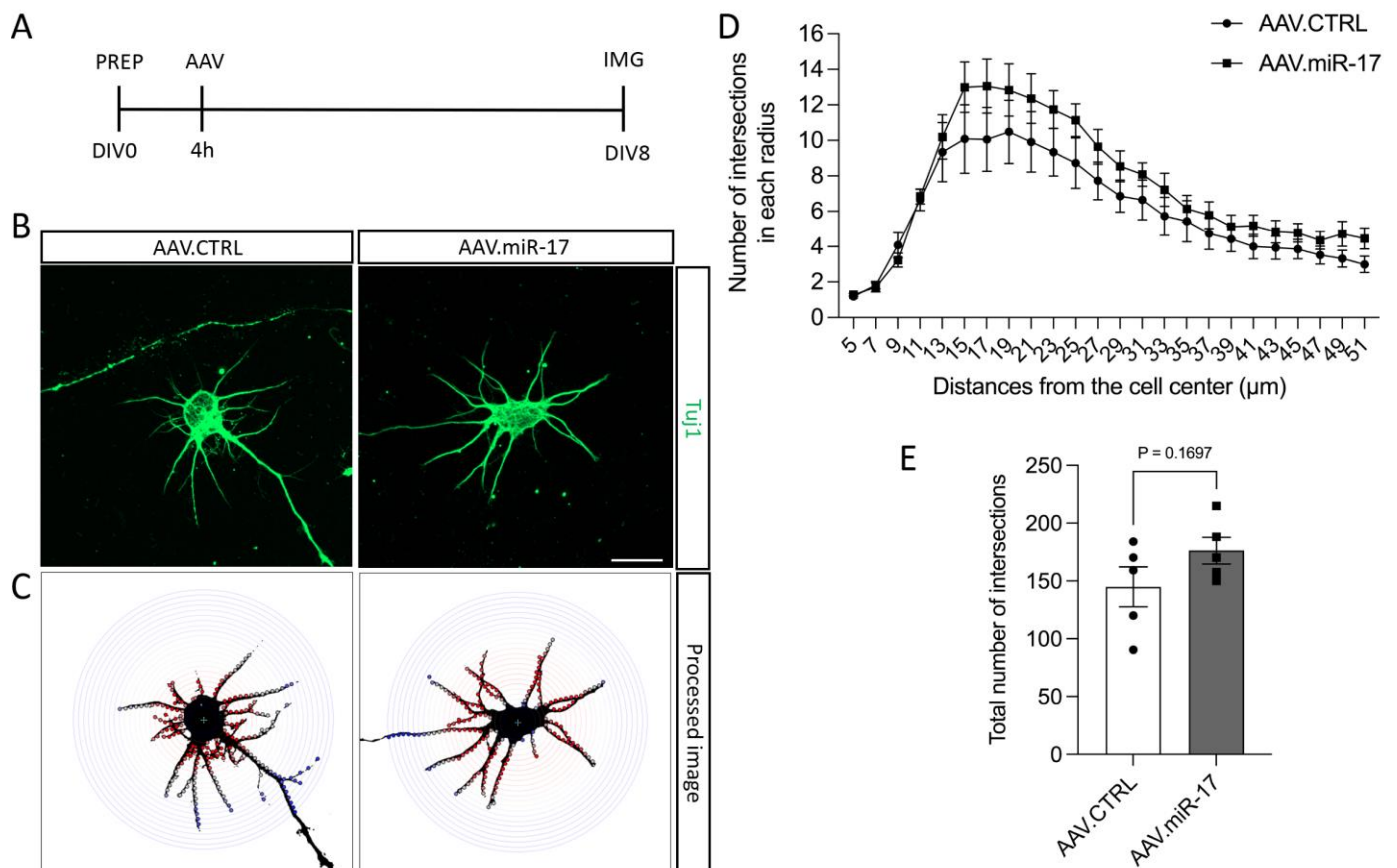 A
PREP AAV IMG
DIV0 4h DIV8
B
AAV.CTRL AAV.miR-17
Tuj1
C
Processed image
D
AAV.CTRL
AAV.miR-17
Number of intersections
in each radius
16
14
12
10
8
6
4
2
0
5 7 9 11 13 15 17 19 21 23 25 27 29 31 33 35 37 39 41 43 45 47 49 51
Distances from the cell center (µm)
E
P = 0.1697
Total number of intersections
250
200
150
100
50
0
AAV.CTRL AAV.miR-17